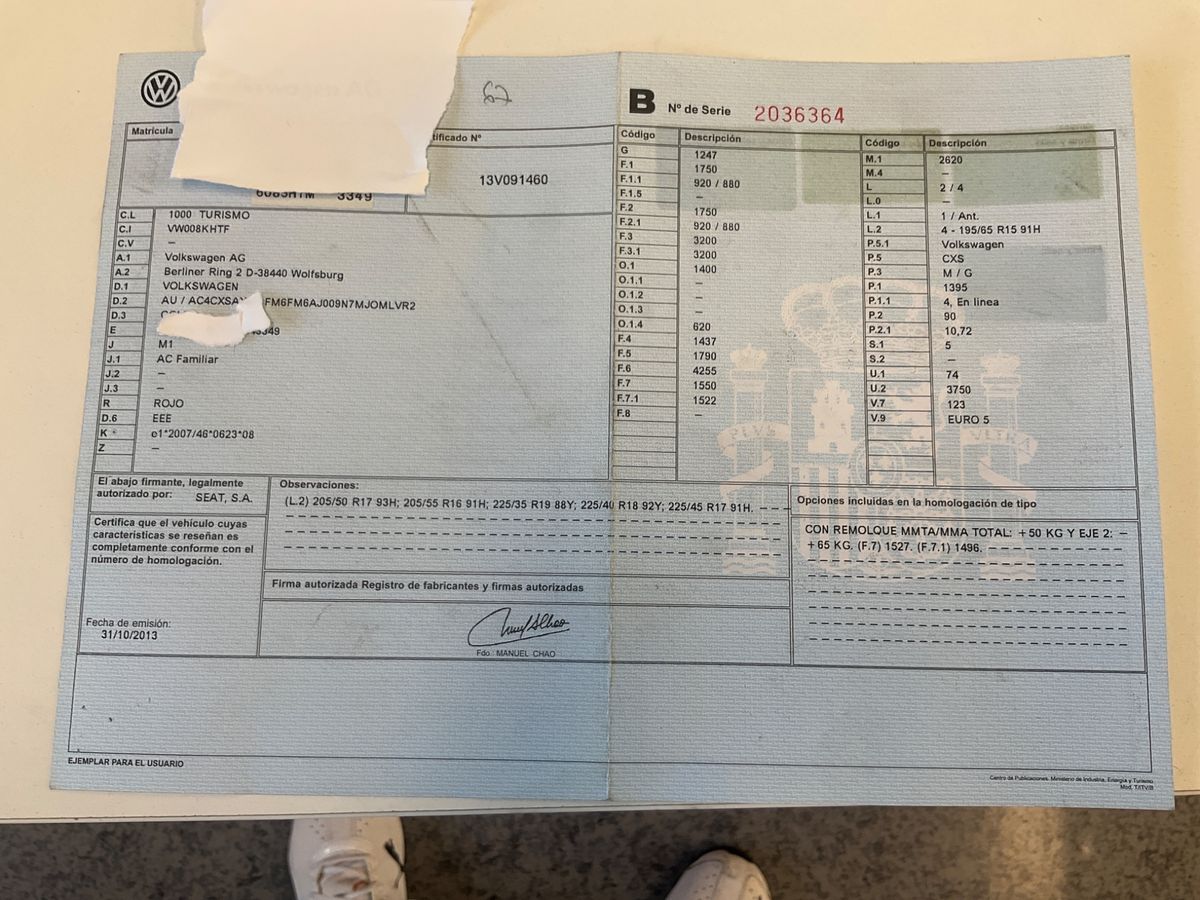 67
B Nº de Serie 2036364
Matrícula
13V091460
3349
C.L 1000 TURISMO
C.I VW008KHTF
C.V –
A.1 Volkswagen AG
A.2 Berliner Ring 2 D-38440 Wolfsburg
D.1 VOLKSWAGEN
D.2 AU / FM6FM6AJ009N7MJOMLVR2
D.3
E
J M1
J.1 AC Familiar
J.2 –
J.3 –
R ROJO
D.6 EEE
K e1*2007/46*0623*08
Z –
Código Descripción
G 1247
F.1 1750
F.1.1 920 / 880
F.1.5 –
F.2 1750
F.2.1 920 / 880
F.3 3200
F.3.1 3200
O.1 1400
O.1.1 –
O.1.2 –
O.1.3 –
O.1.4 620
F.4 1437
F.5 1790
F.6 4255
F.7 1550
F.7.1 1522
F.8 –
Código Descripción
M.1 2620
M.4 –
L 2 / 4
L.0 –
L.1 1 / Ant.
L.2 4 - 195/65 R15 91H
P.5.1 Volkswagen
P.5 CXS
P.3 M / G
P.1 1395
P.1.1 4, En linea
P.2 90
P.2.1 10,72
S.1 5
S.2 –
U.1 74
U.2 3750
V.7 123
V.9 EURO 5
El abajo firmante, legalmente
autorizado por: SEAT, S.A.
Certifica que el vehículo cuyas
características se reseñan es
completamente conforme con el
número de homologación.
Fecha de emisión:
31/10/2013
Observaciones:
(L.2) 205/50 R17 93H; 205/55 R16 91H; 225/35 R19 88Y; 225/40 R18 92Y; 225/45 R17 91H.
Firma autorizada Registro de fabricantes y firmas autorizadas
Fdo.: MANUEL CHAO
Opciones incluidas en la homologación de tipo
CON REMOLQUE MMTA/MMA TOTAL: +50 KG Y EJE 2:
+65 KG. (F.7) 1527. (F.7.1) 1496.
EJEMPLAR PARA EL USUARIO
Centro de Publicaciones. Ministerio de Industria, Energía y Turismo
Mod. T/ITV/B